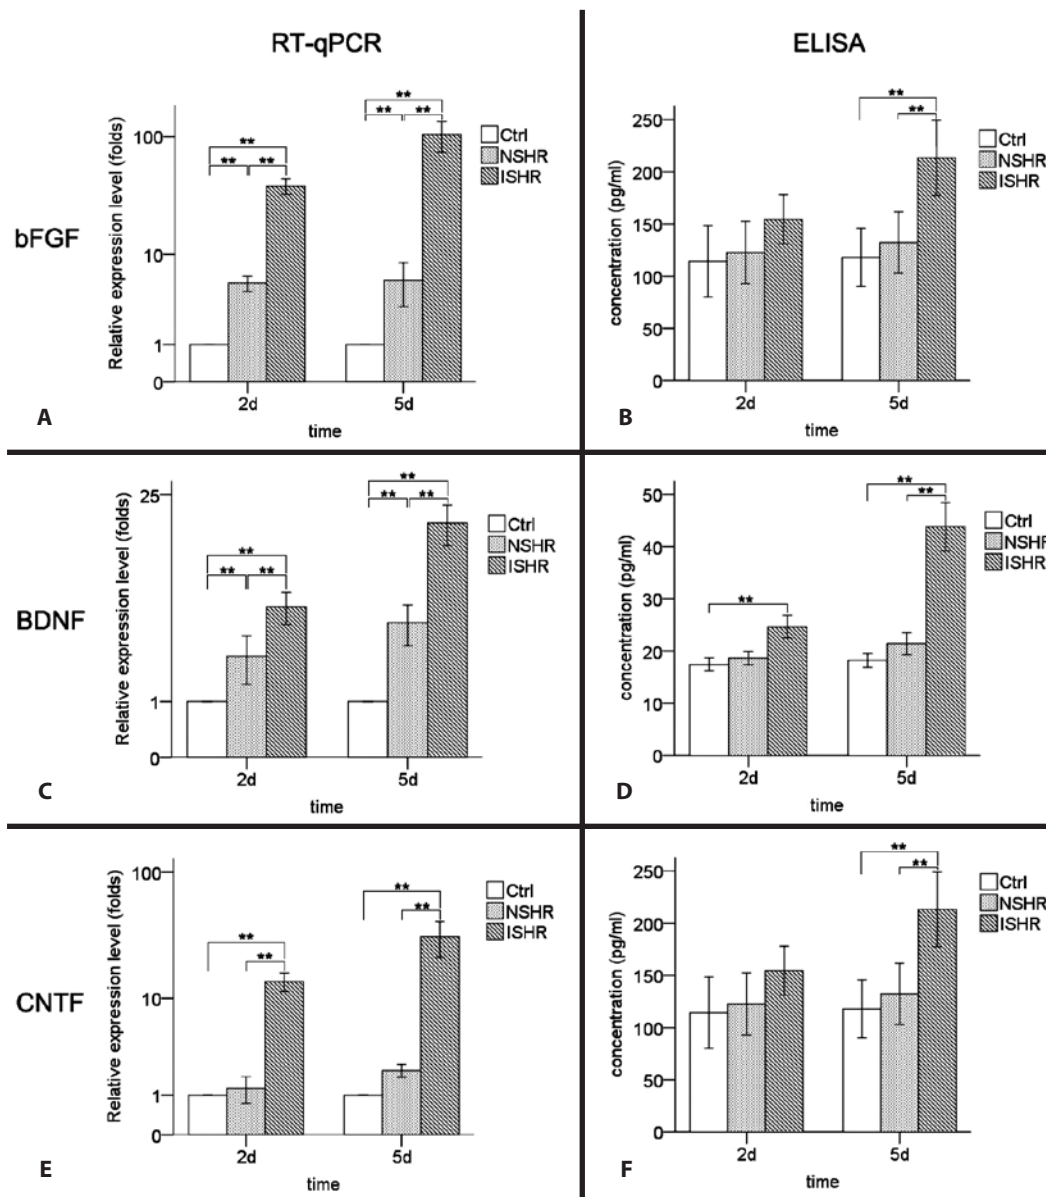 RT-qPCR
ELISA
bFGF
Relative expression level (folds)
100
10
1
0
**
**
**
**
**
**
Ctrl
NSHR
ISHR
2d
5d
time
A
concentration (pg/ml)
250
200
150
100
50
0
**
**
Ctrl
NSHR
ISHR
2d
5d
time
B
BDNF
Relative expression level (folds)
25
1
0
**
**
**
**
**
**
Ctrl
NSHR
ISHR
2d
5d
time
C
concentration (pg/ml)
50
40
30
20
10
0
**
**
**
Ctrl
NSHR
ISHR
2d
5d
time
D
CNTF
Relative expression level (folds)
100
10
1
0
**
**
**
**
Ctrl
NSHR
ISHR
2d
5d
time
E
concentration (pg/ml)
250
200
150
100
50
0
**
**
Ctrl
NSHR
ISHR
2d
5d
time
F